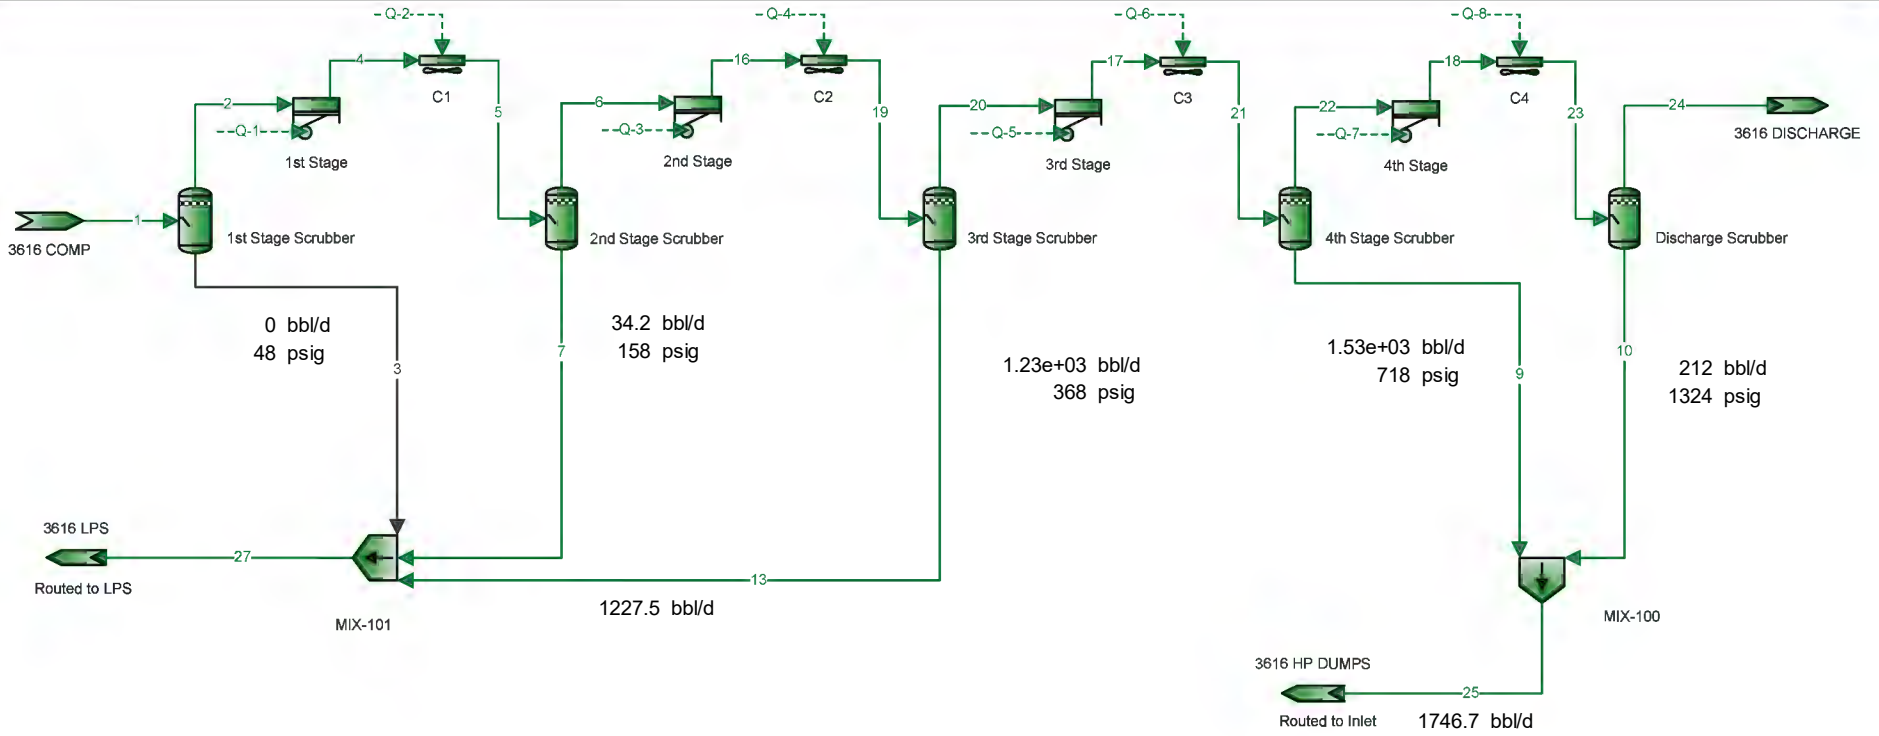 Q-2
Q-4
Q-6
Q-8
4
16
17
18
C1
C2
C3
C4
2
6
20
22
24
5
19
21
23
Q-1
Q-3
Q-5
Q-7
3616 DISCHARGE
1st Stage
2nd Stage
3rd Stage
4th Stage
1
3616 COMP
1st Stage Scrubber
2nd Stage Scrubber
3rd Stage Scrubber
4th Stage Scrubber
Discharge Scrubber
0 bbl/d
48 psig
3
34.2 bbl/d
158 psig
7
1.23e+03 bbl/d
368 psig
1.53e+03 bbl/d
718 psig
9
10
212 bbl/d
1324 psig
3616 LPS
27
Routed to LPS
MIX-101
13
1227.5 bbl/d
MIX-100
3616 HP DUMPS
25
Routed to Inlet
1746.7 bbl/d